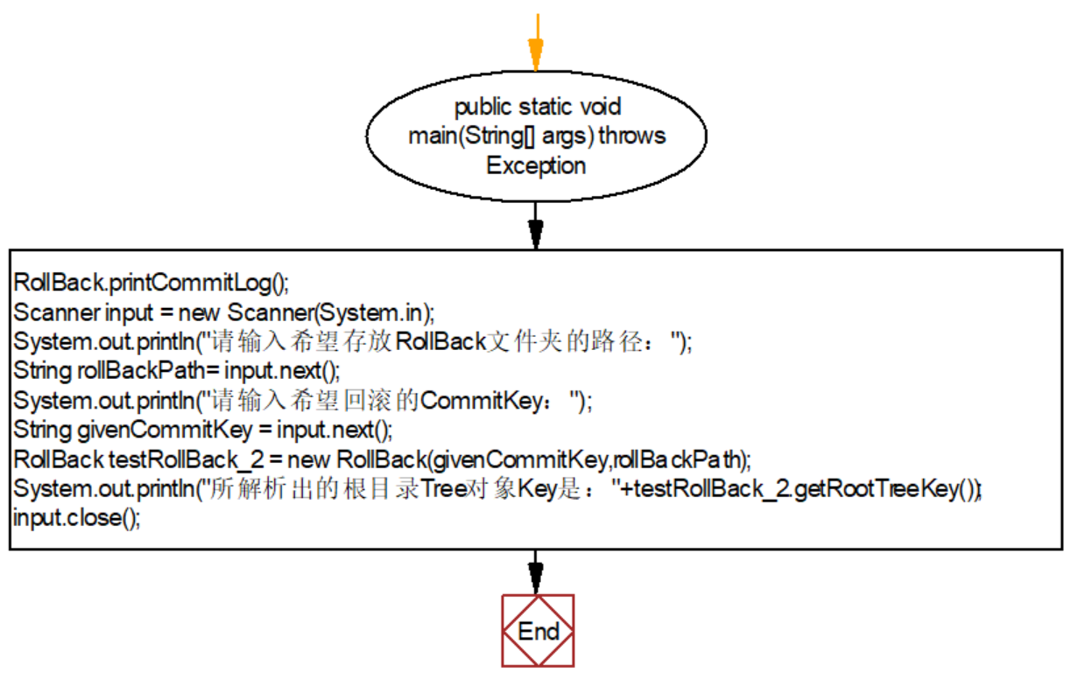 public static void
main(String[] args) throws
Exception
RollBack.printCommitLog();
Scanner input = new Scanner(System.in);
System.out.println("请输入希望存放RollBack文件夹的路径：");
String rollBackPath= input.next();
System.out.println("请输入希望回滚的CommitKey：");
String givenCommitKey = input.next();
RollBack testRollBack_2 = new RollBack(givenCommitKey,rollBackPath);
System.out.println("所解析出的根目录Tree对象Key是："+testRollBack_2.getRootTreeKey());
input.close();
End